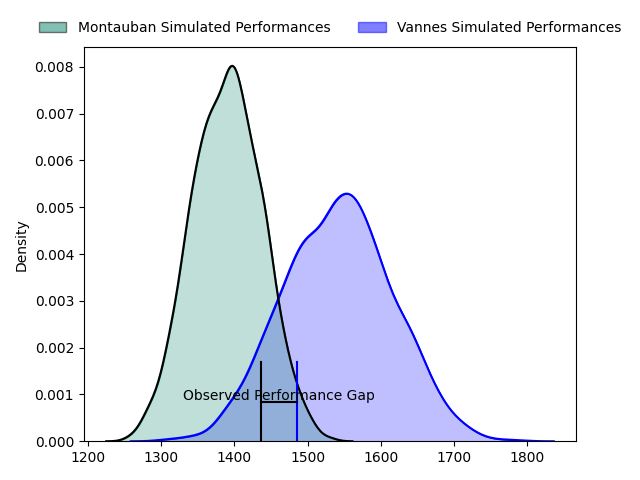 Montauban Simulated Performances
Vannes Simulated Performances
0.008
0.007
0.006
0.005
0.004
0.003
0.002
0.001
0.000
Density
Observed Performance Gap
1200 1300 1400 1500 1600 1700 1800